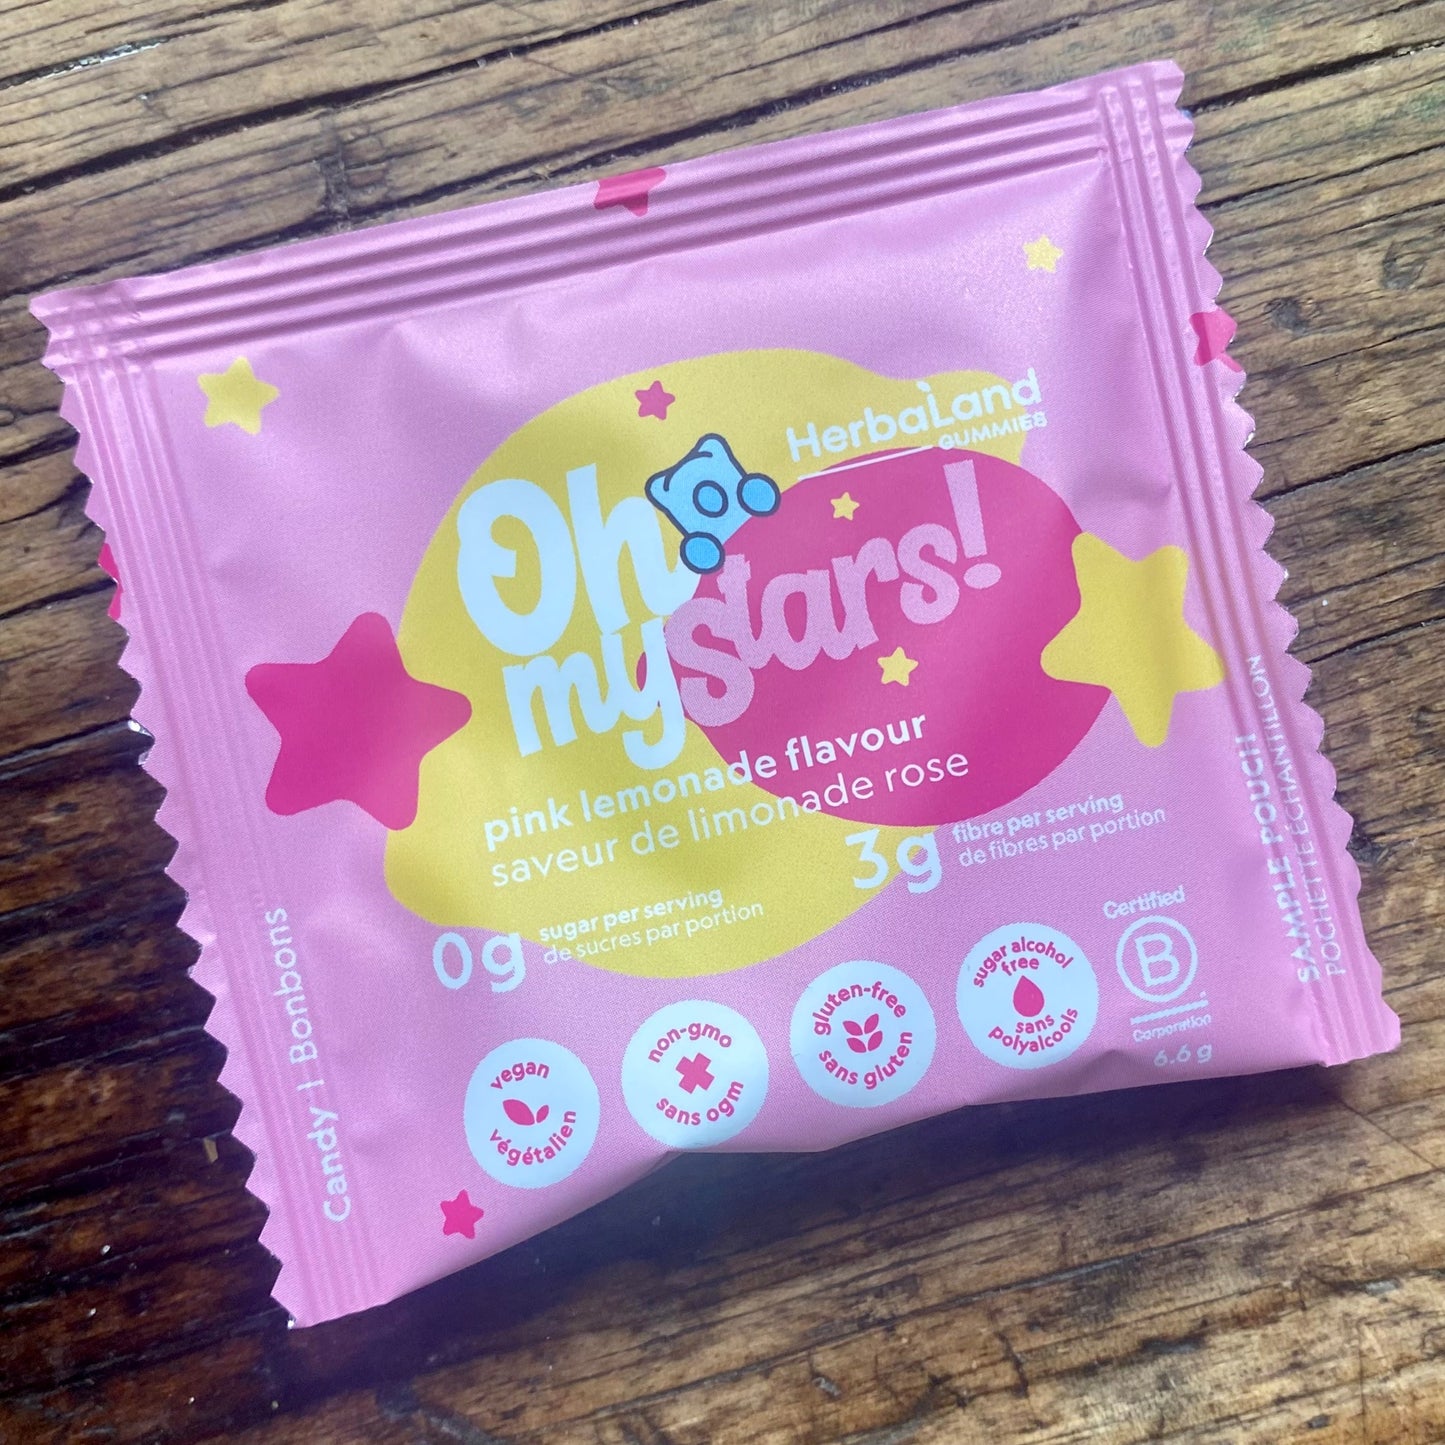 HerbaLand
GUMMIES
Oh
my stars!
pink lemonade flavour
saveur de limonade rose
3g fibre per serving
de fibres par portion
0g sugar per serving
de sucres par portion
vegan
végétalien
non-gmo
sans ogm
gluten-free
sans gluten
sugar alcohol
free
sans
polyalcools
Certified
B
Corporation
6.6 g
Candy | Bonbons
SAMPLE POUCH
POCHETTE ÉCHANTILLON